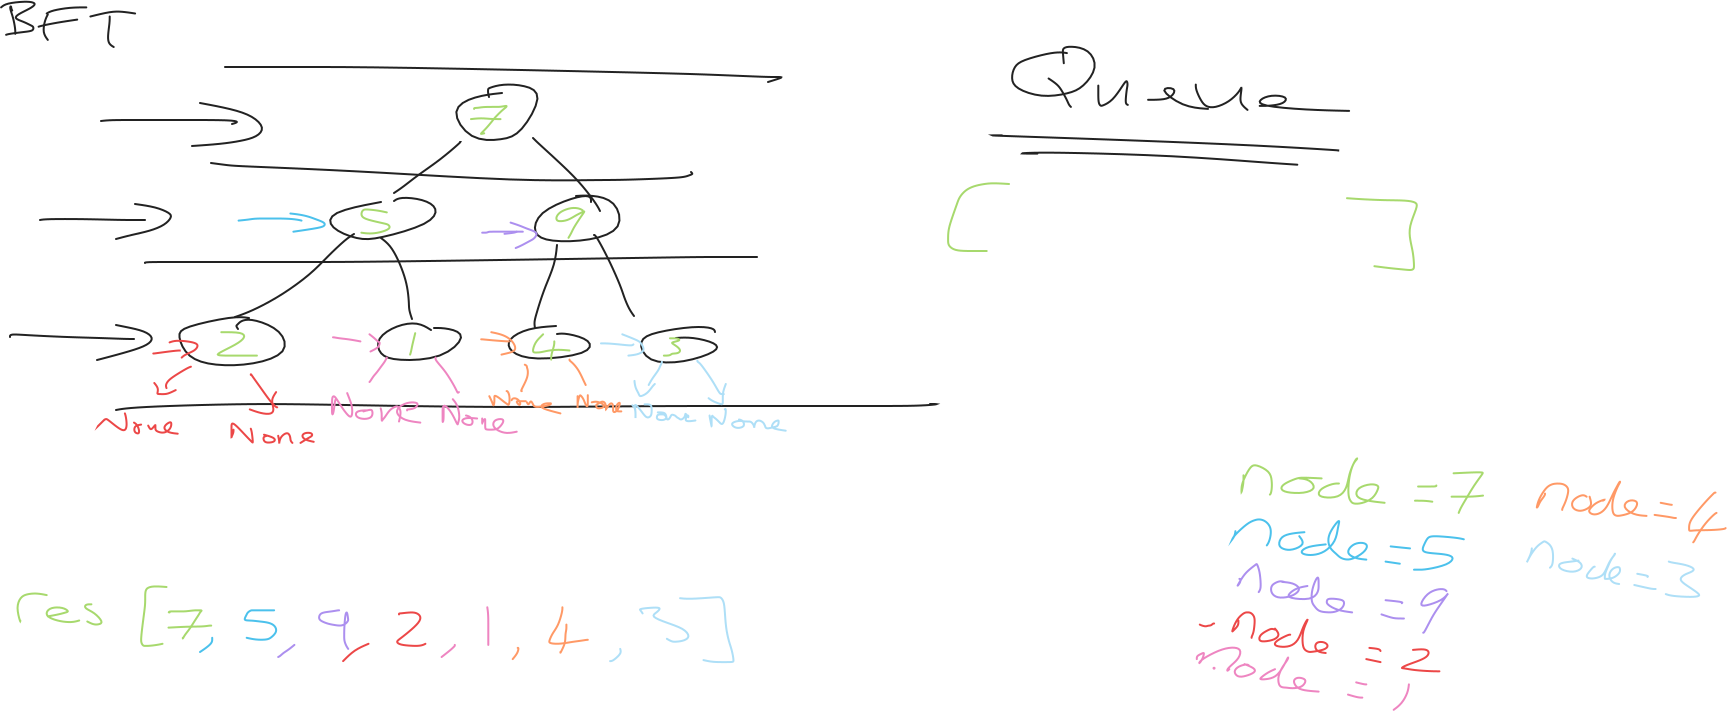 BFT
Queue
7
[ ]
5 9
2 1 4 3
None None None None None None None None
node = 7 node = 4
node = 5 node = 3
node = 9
- node = 2
node = 1
res [7, 5, 9, 2, 1, 4, 3]